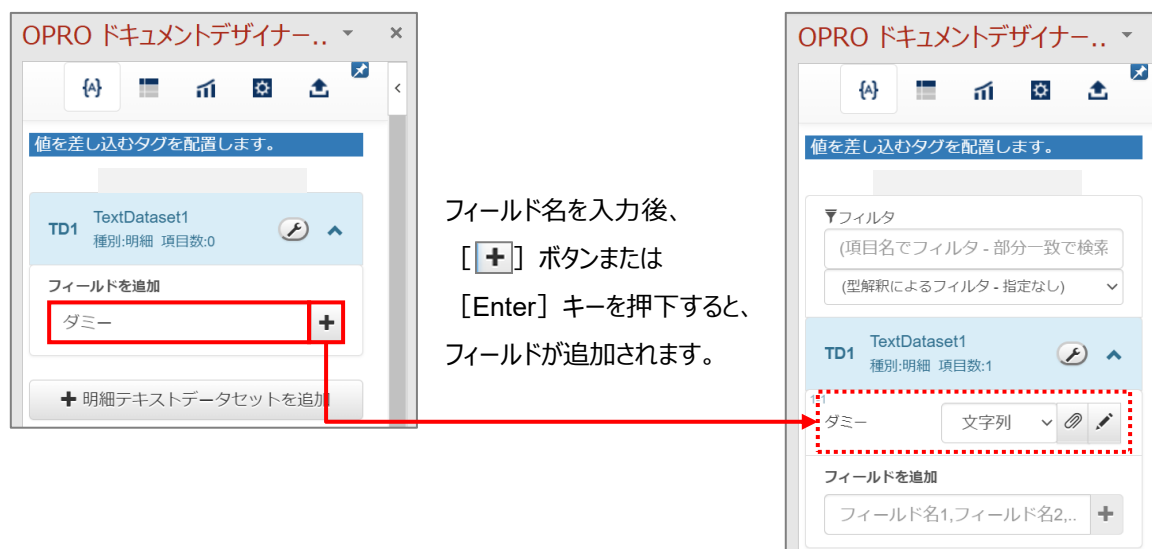 OPRO ドキュメントデザイナー..
{A}
値を差し込むタグを配置します。
TD1
TextDataset1
種別:明細 項目数:0
フィールドを追加
ダミー
+
+ 明細テキストデータセットを追加
フィールド名を入力後、
［+］ボタンまたは
［Enter］キーを押下すると、
フィールドが追加されます。
OPRO ドキュメントデザイナー..
{A}
値を差し込むタグを配置します。
フィルタ
(項目名でフィルタ - 部分一致で検索
(型解釈によるフィルタ - 指定なし)
TD1
TextDataset1
種別:明細 項目数:1
ダミー
文字列
フィールドを追加
フィールド名1,フィールド名2,..
+